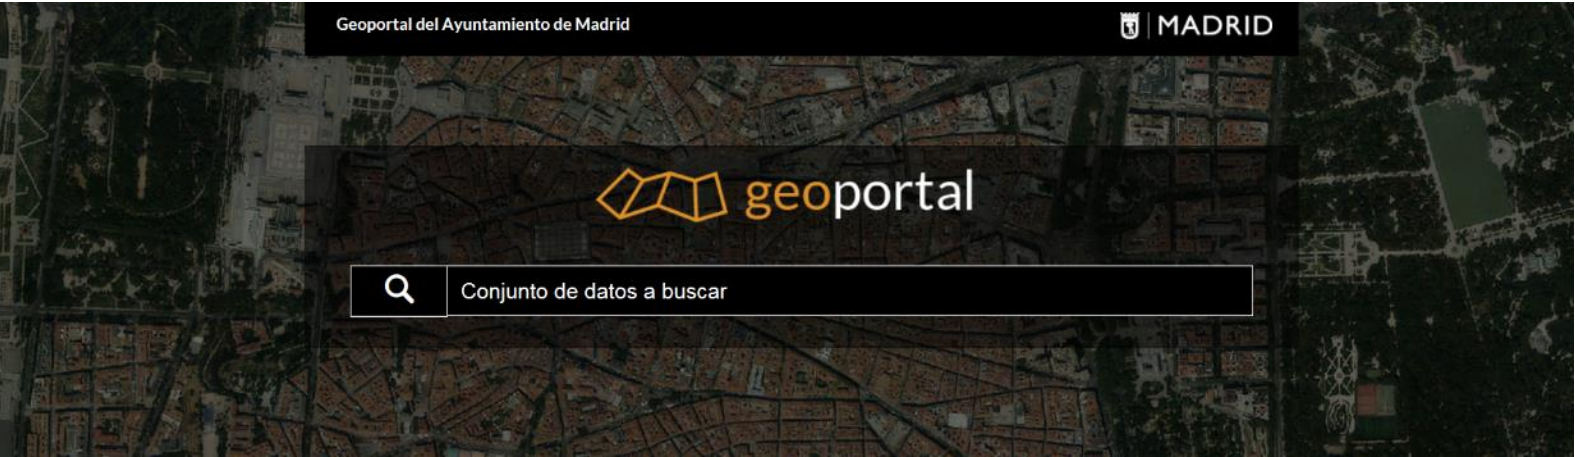 Geoportal del Ayuntamiento de Madrid
MADRID
geoportal
Conjunto de datos a buscar